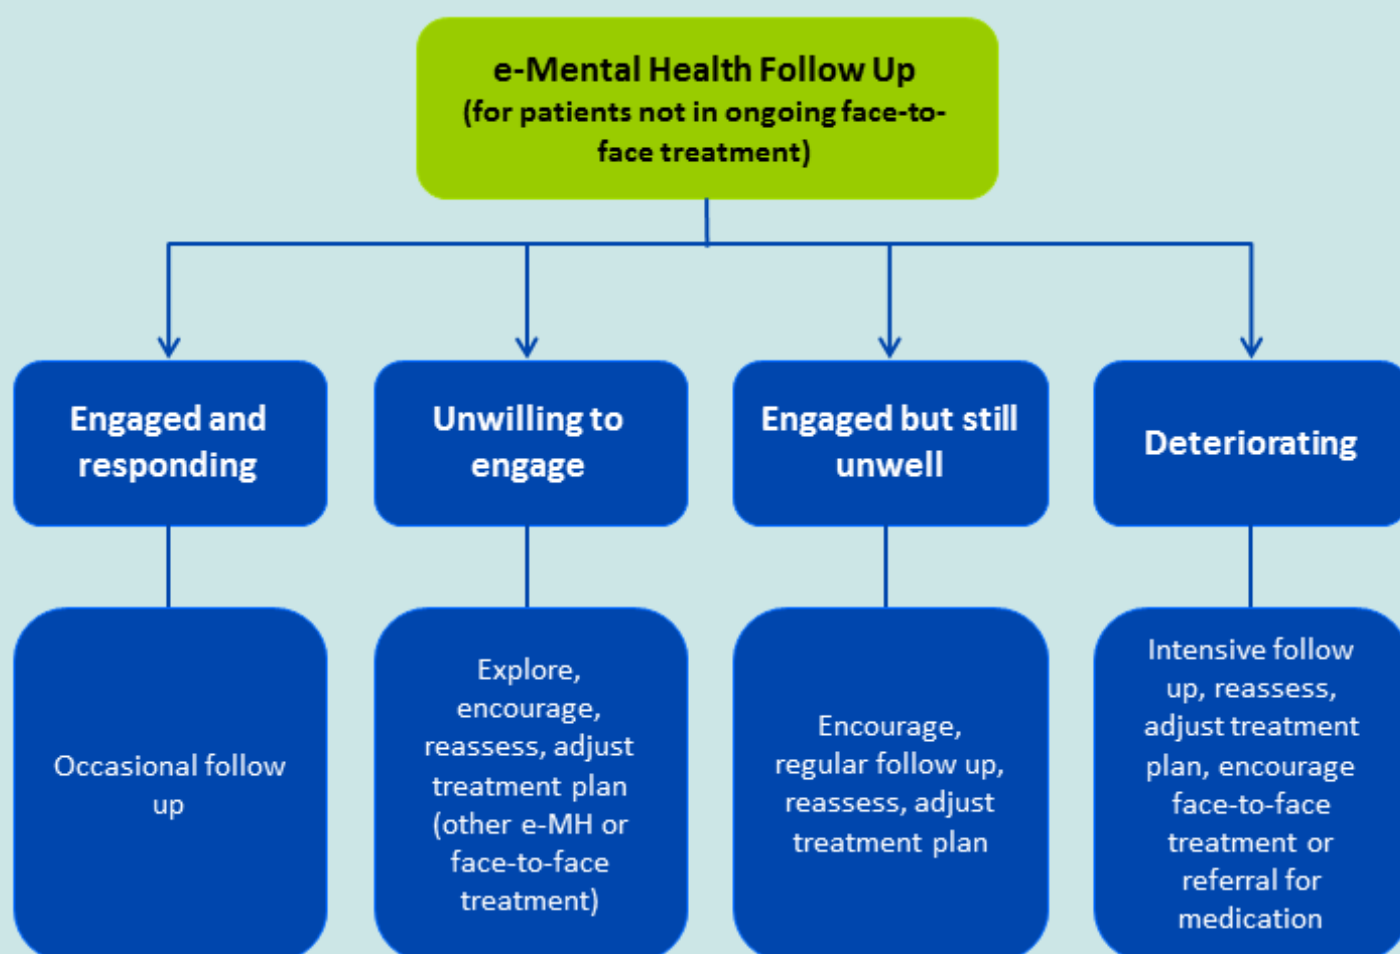 e-Mental Health Follow Up
(for patients not in ongoing face-to-
face treatment)
Engaged and
responding
Unwilling to
engage
Engaged but still
unwell
Deteriorating
Occasional follow
up
Explore,
encourage,
reassess, adjust
treatment plan
(other e-MH or
face-to-face
treatment)
Encourage,
regular follow up,
reassess, adjust
treatment plan
Intensive follow
up, reassess,
adjust treatment
plan, encourage
face-to-face
treatment or
referral for
medication